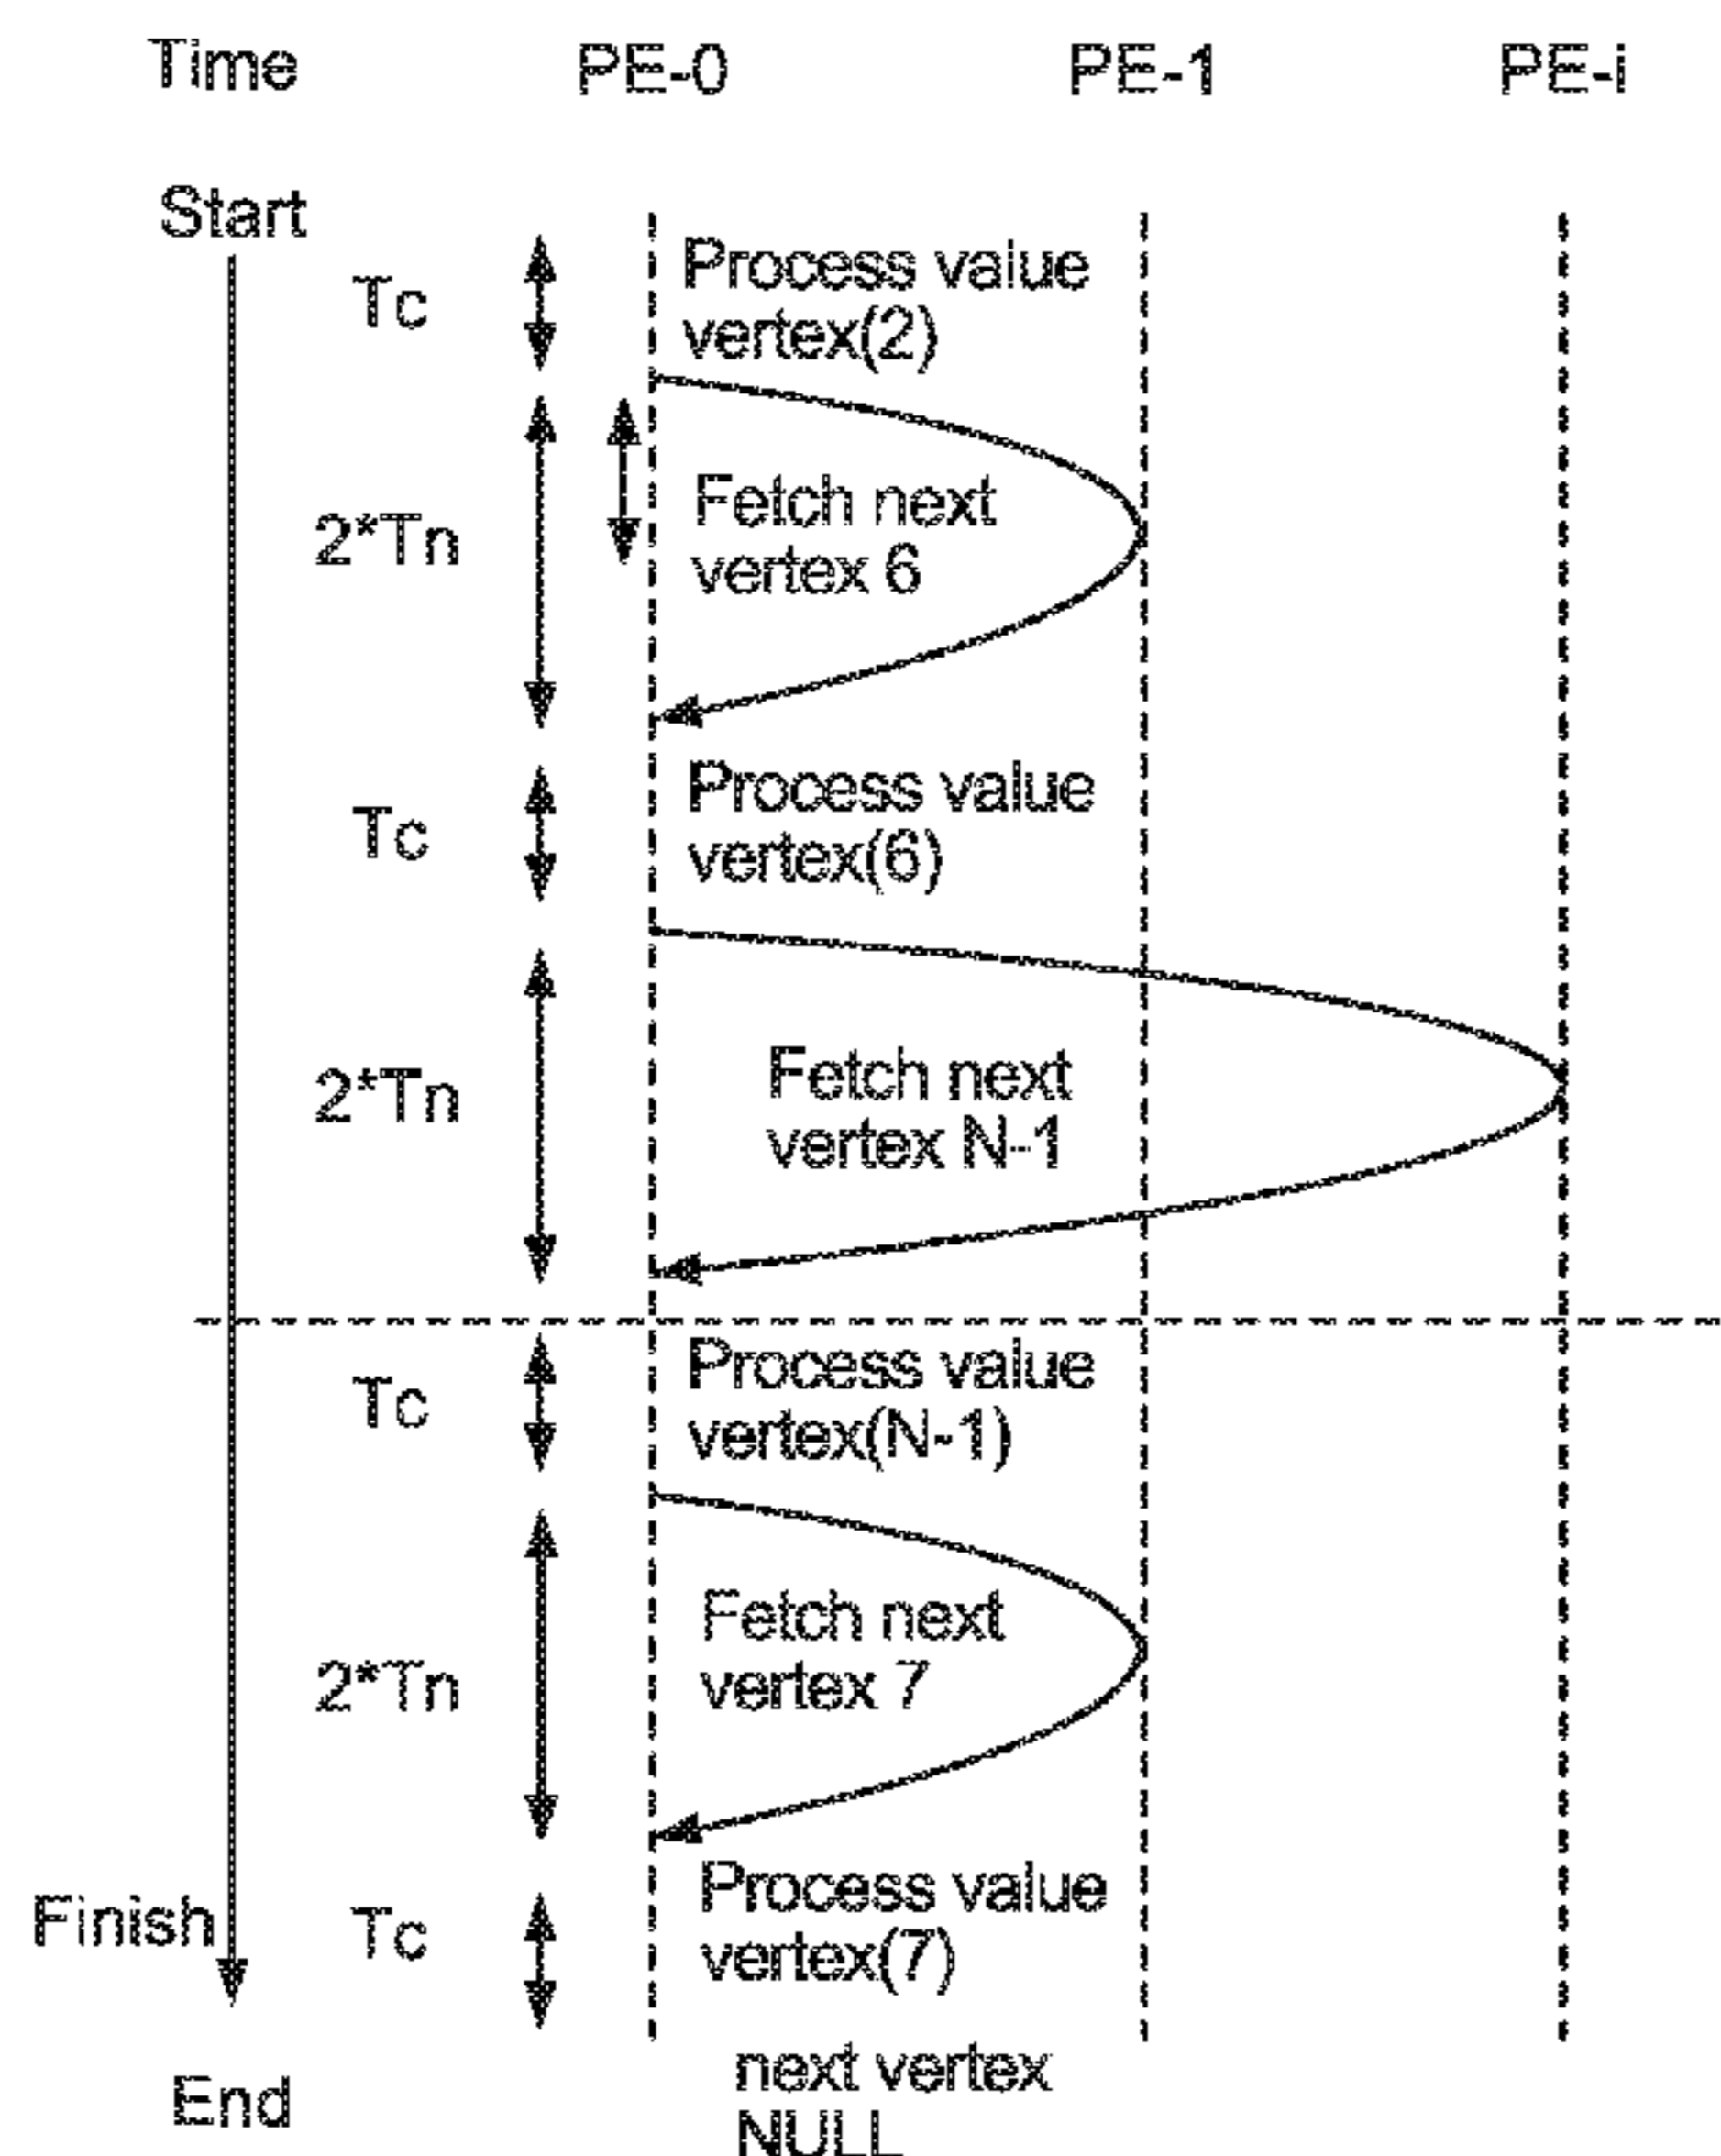 Time PE-0 PE-1 PE-i
Start
Tc
Process value
vertex(2)
2*Tn
Fetch next
vertex 6
Tc
Process value
vertex(6)
2*Tn
Fetch next
vertex N-1
Tc
Process value
vertex(N-1)
2*Tn
Fetch next
vertex 7
Finish
Tc
Process value
vertex(7)
End
next vertex
NULL